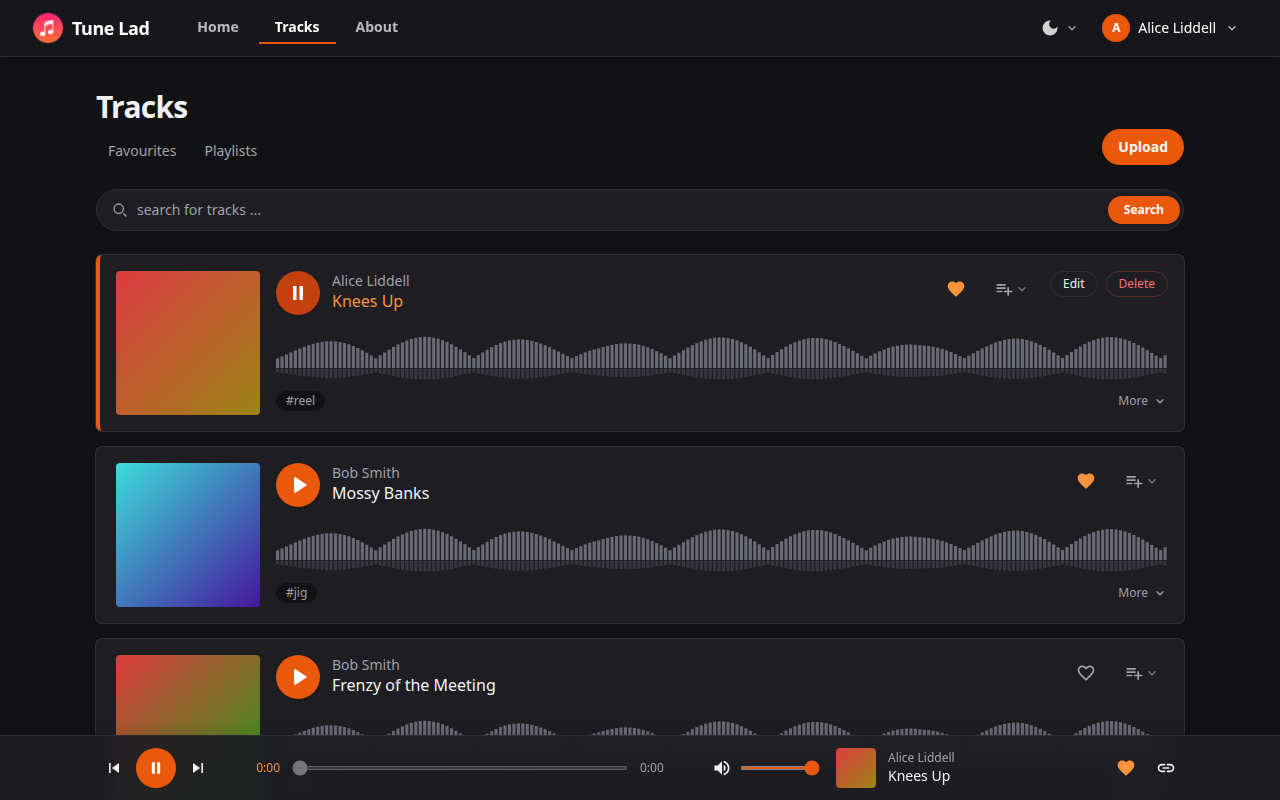 Tune Lad
Home
Tracks
About
A
Alice Liddell
Tracks
Favourites
Playlists
Upload
search for tracks ...
Search
Alice Liddell
Knees Up
Edit
Delete
#reel
More
Bob Smith
Mossy Banks
#jig
More
Bob Smith
Frenzy of the Meeting
0:00
0:00
Alice Liddell
Knees Up